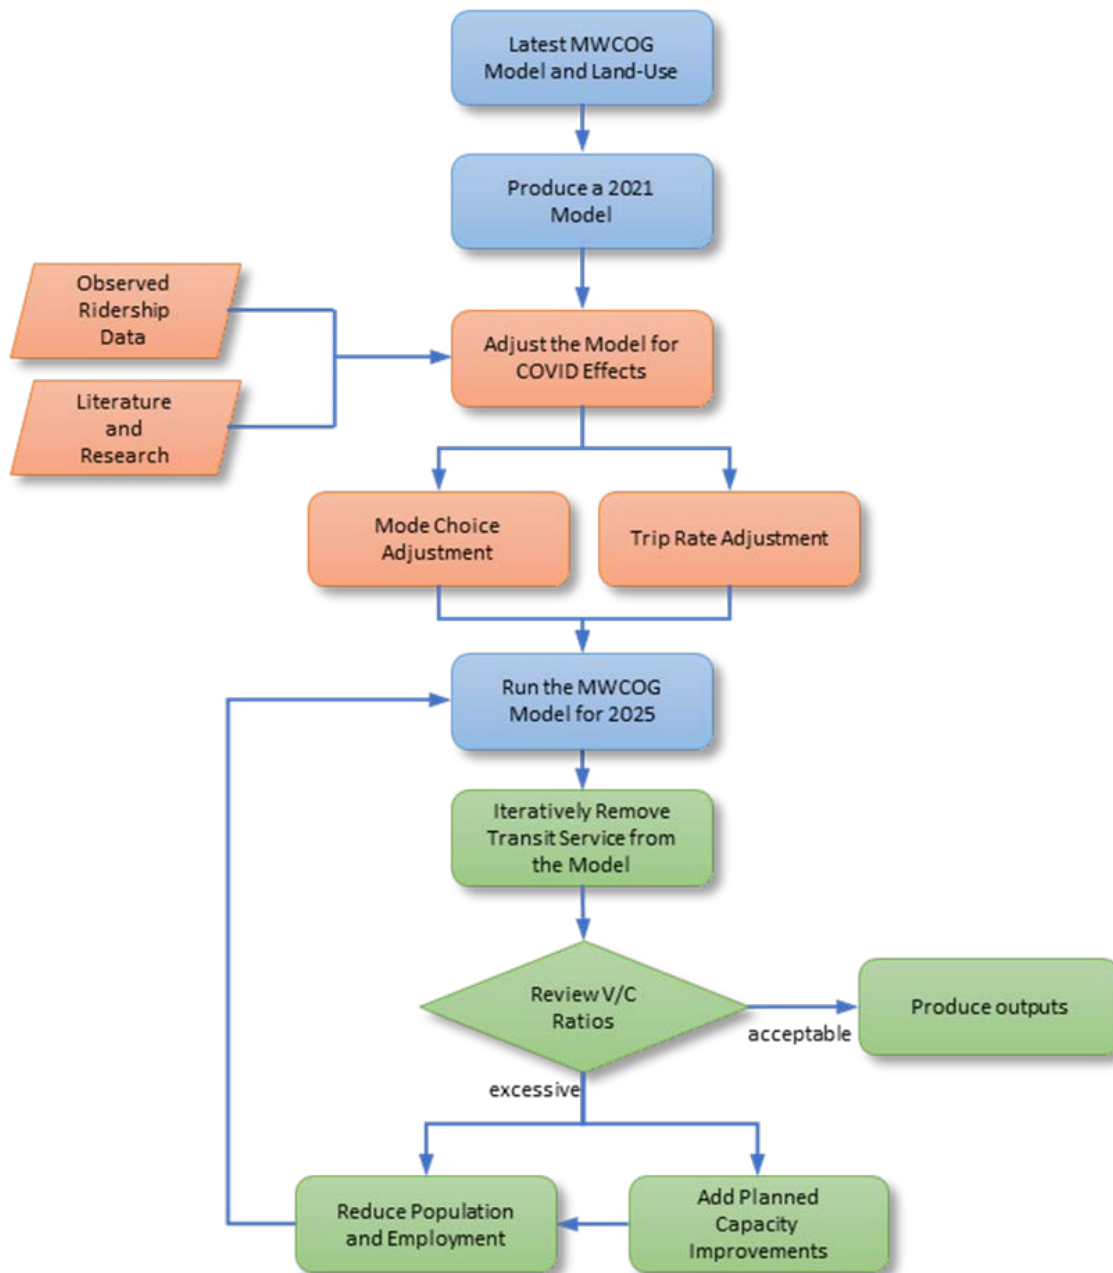 Latest MWCOG
Model and Land-Use
Produce a 2021
Model
Observed
Ridership
Data
Literature
and
Research
Adjust the Model for
COVID Effects
Mode Choice
Adjustment
Trip Rate Adjustment
Run the MWCOG
Model for 2025
Iteratively Remove
Transit Service from
the Model
Review V/C
Ratios
acceptable
Produce outputs
excessive
Reduce Population
and Employment
Add Planned
Capacity
Improvements